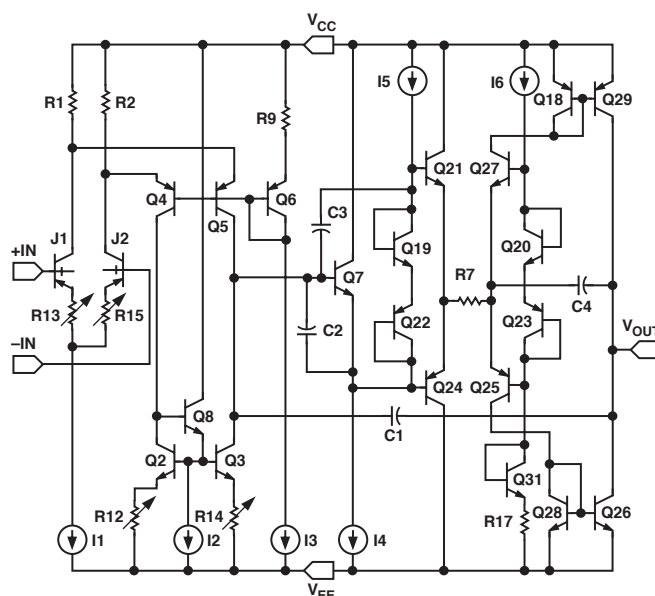 VCC
R1
R2
R9
I5
I6
Q18
Q29
Q21
Q27
Q4
Q5
Q6
C3
J1
J2
+IN
Q19
Q20
Q7
R7
C4
R13
R15
C2
Q22
Q23
VOUT
–IN
Q24
Q25
Q8
C1
Q2
Q3
Q31
R12
R14
R17
Q28
Q26
I1
I2
I3
I4
VEE